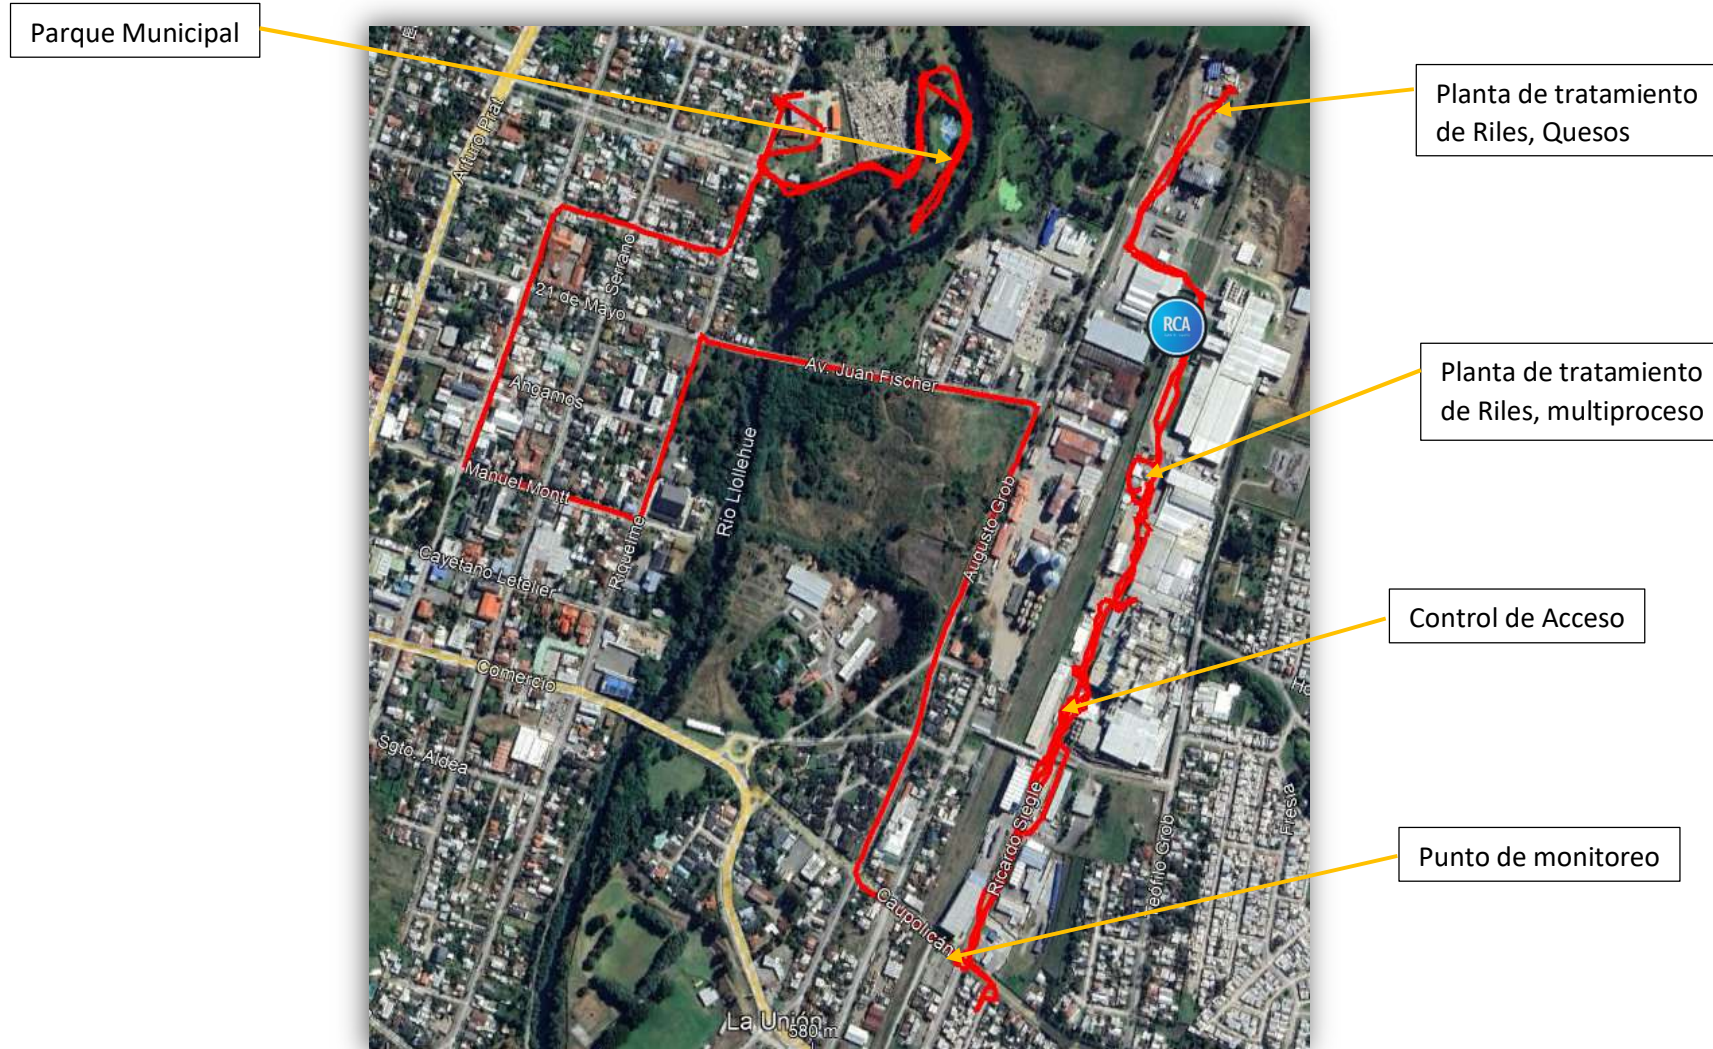 Parque Municipal
Planta de tratamiento
de Riles, Quesos
Arturo Prat
Serrano
21 de Mayo
RCA
Av. Juan Fischer
Planta de tratamiento
de Riles, multiproceso
Angamos
Manuel Montt
Río Llollehue
Augusto Grob
Riquelme
Cayetano Letelier
Control de Acceso
Comercio
Sgto. Aldea
Ricardo Siegle
Teófilo Grob
Fresia
Punto de monitoreo
Caupolicán
La Unión
580 m